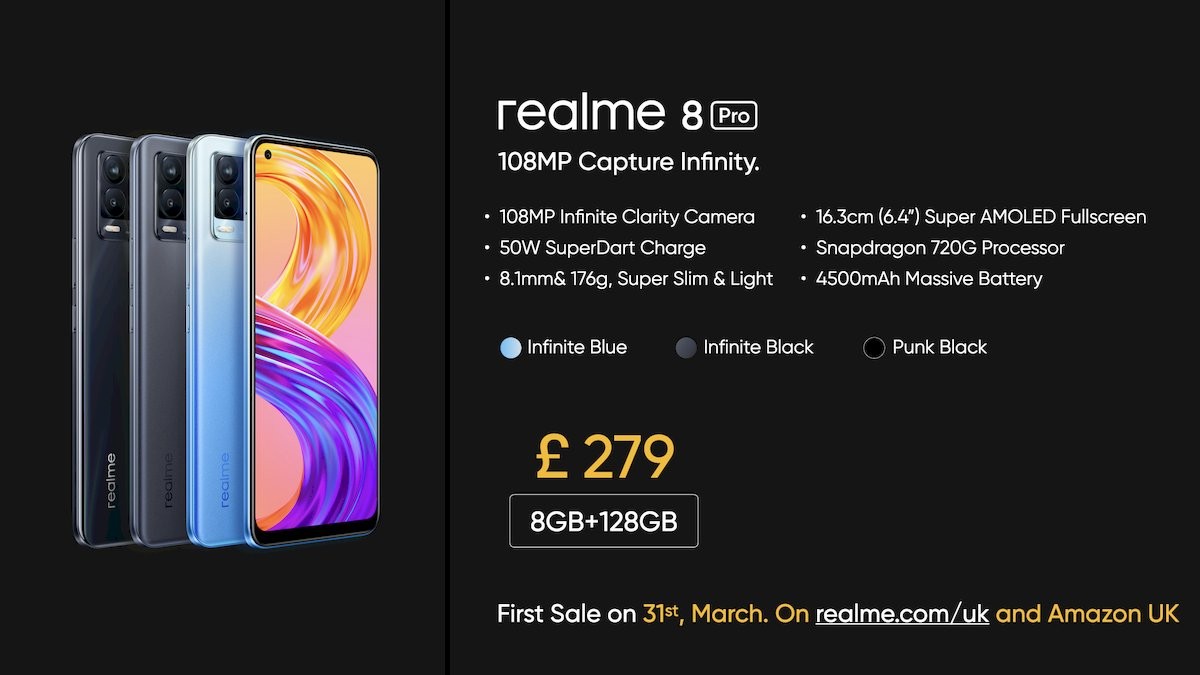 realme 8 Pro
108MP Capture Infinity.
• 108MP Infinite Clarity Camera
• 50W SuperDart Charge
• 8.1mm& 176g, Super Slim & Light
• 16.3cm (6.4″) Super AMOLED Fullscreen
• Snapdragon 720G Processor
• 4500mAh Massive Battery
Infinite Blue
Infinite Black
Punk Black
£ 279
8GB+128GB
First Sale on 31st, March. On realme.com/uk and Amazon UK
realme
realme
realme